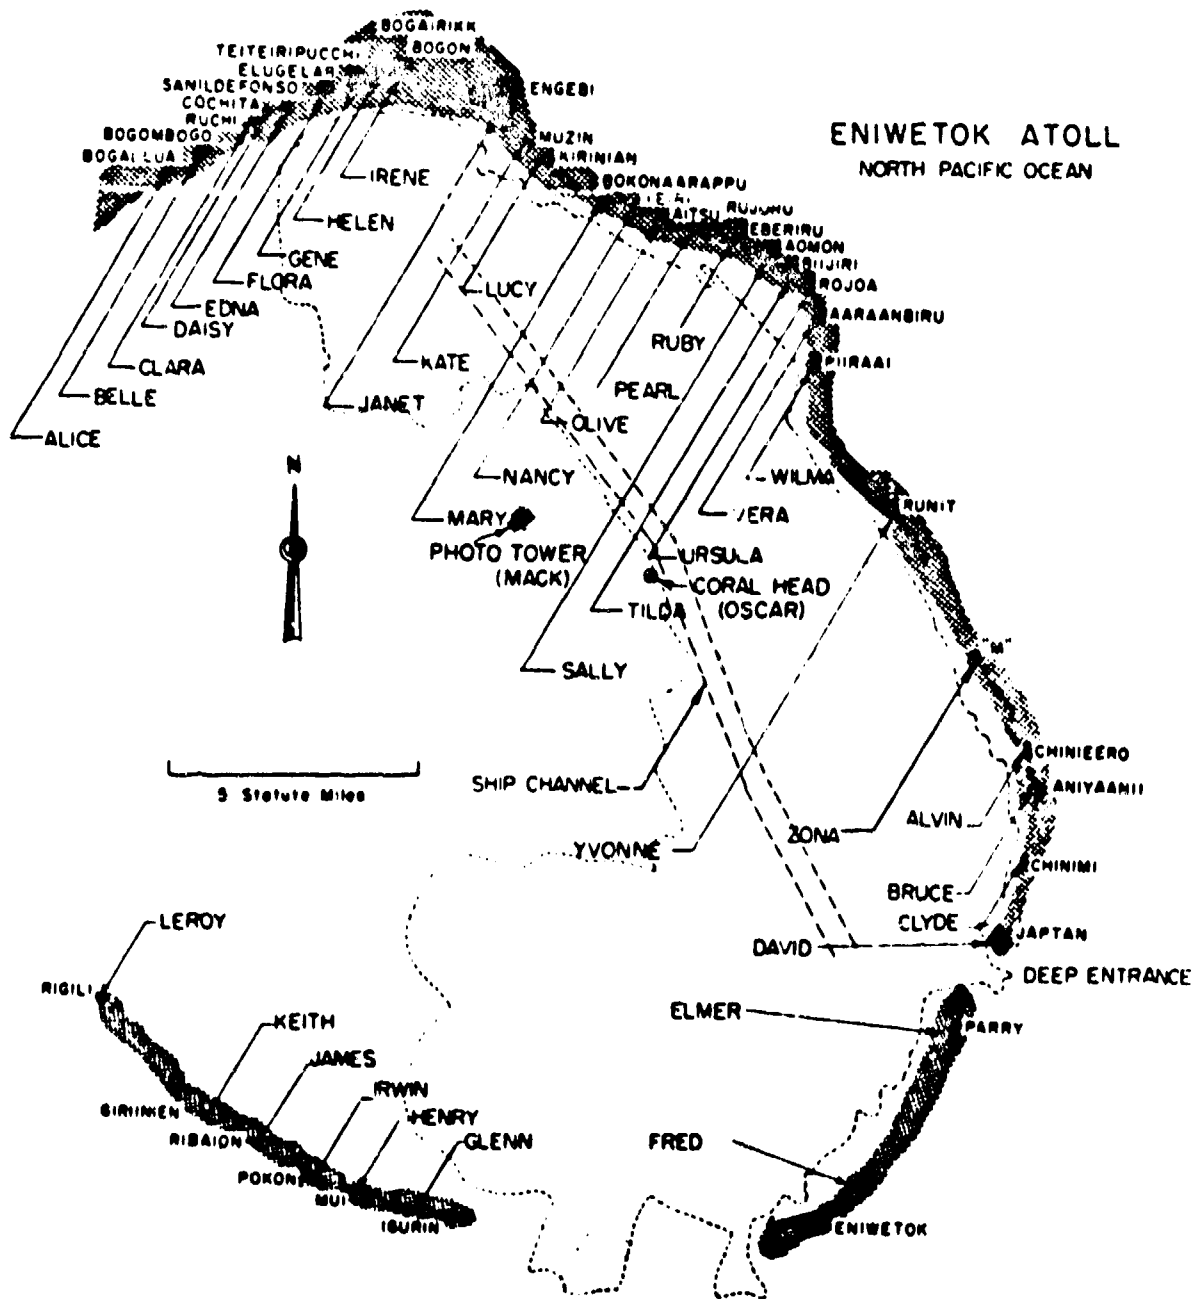 BOGAIRIKK
BOGON
TEITEIRIPUCCHI
ELUGELAB
SANILDEFONSO
COCHITA
RUCHI
BOGOMBOGO
BOGALLUA
ENGEBI
MUZIN
KIRINIAN
BOKONAARAPPU
AITSU
RUJORU
EBERIRU
AOMON
BIIJIRI
ROJOA
AARAANBIRU
PIIRAAI
RUNIT
"M"
CHINIEERO
ANIYAANII
CHINIMI
JAPTAN
DEEP ENTRANCE
PARRY
ENIWETOK
ENIWETOK ATOLL
NORTH PACIFIC OCEAN
IRENE
HELEN
GENE
FLORA
EDNA
DAISY
CLARA
BELLE
ALICE
LUCY
KATE
JANET
RUBY
PEARL
OLIVE
NANCY
MARY
WILMA
VERA
URSULA
TILDA
SALLY
N
PHOTO TOWER
(MACK)
CORAL HEAD
(OSCAR)
5 Statute Miles
SHIP CHANNEL
YVONNE
ZONA
ALVIN
BRUCE
CLYDE
DAVID
ELMER
FRED
LEROY
KEITH
JAMES
IRWIN
HENRY
GLENN
RIGILI
GIRIINIEN
RIBAION
POKON
MUI
IGURIN